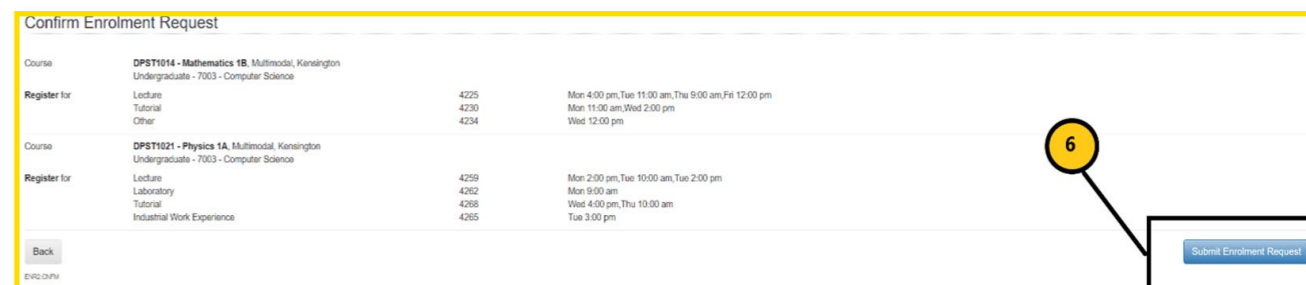 Confirm Enrolment Request
Course DPST1014 - Mathematics 1B, Multimodal, Kensington
Undergraduate - 7003 - Computer Science
Register for Lecture 4225 Mon 4:00 pm,Tue 11:00 am,Thu 9:00 am,Fri 12:00 pm
Tutorial 4230 Mon 11:00 am,Wed 2:00 pm
Other 4234 Wed 12:00 pm
Course DPST1021 - Physics 1A, Multimodal, Kensington
Undergraduate - 7003 - Computer Science
Register for Lecture 4259 Mon 2:00 pm,Tue 10:00 am,Tue 2:00 pm
Laboratory 4262 Mon 9:00 am
Tutorial 4268 Wed 4:00 pm,Thu 10:00 am
Industrial Work Experience 4265 Tue 3:00 pm
6
Back
Submit Enrolment Request
ENR2.CNFM